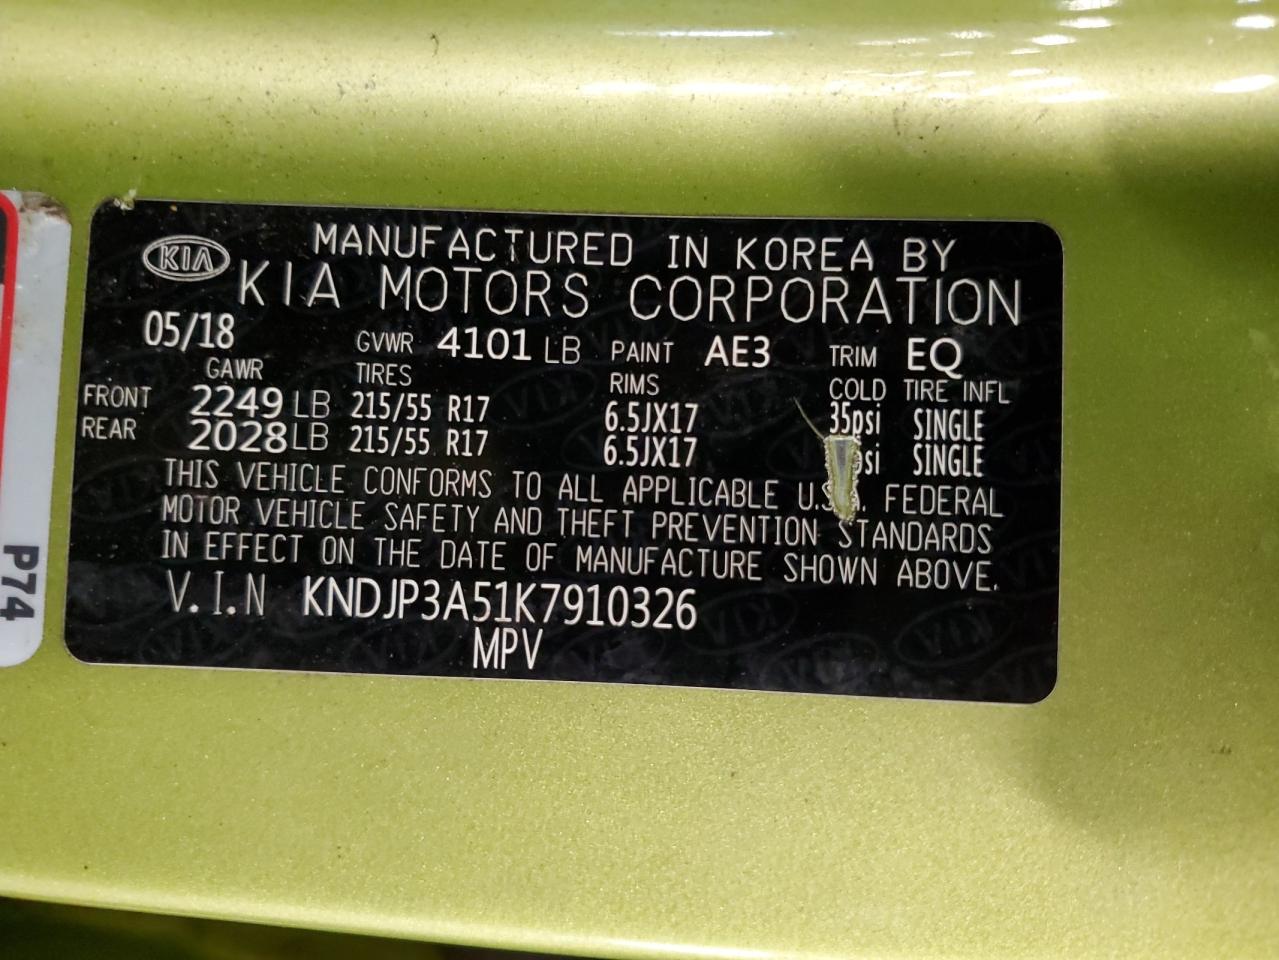 MANUFACTURED IN KOREA BY
KIA KIA MOTORS CORPORATION
05/18 GVWR 4101 LB PAINT AE3 TRIM EQ
GAWR TIRES RIMS COLD TIRE INFL
FRONT 2249 LB 215/55 R17 6.5JX17 35psi SINGLE
REAR 2028 LB 215/55 R17 6.5JX17 SINGLE
THIS VEHICLE CONFORMS TO ALL APPLICABLE U.S.A. FEDERAL
MOTOR VEHICLE SAFETY AND THEFT PREVENTION STANDARDS
IN EFFECT ON THE DATE OF MANUFACTURE SHOWN ABOVE.
V.I.N KNDJP3A51K7910326
MPV
P74